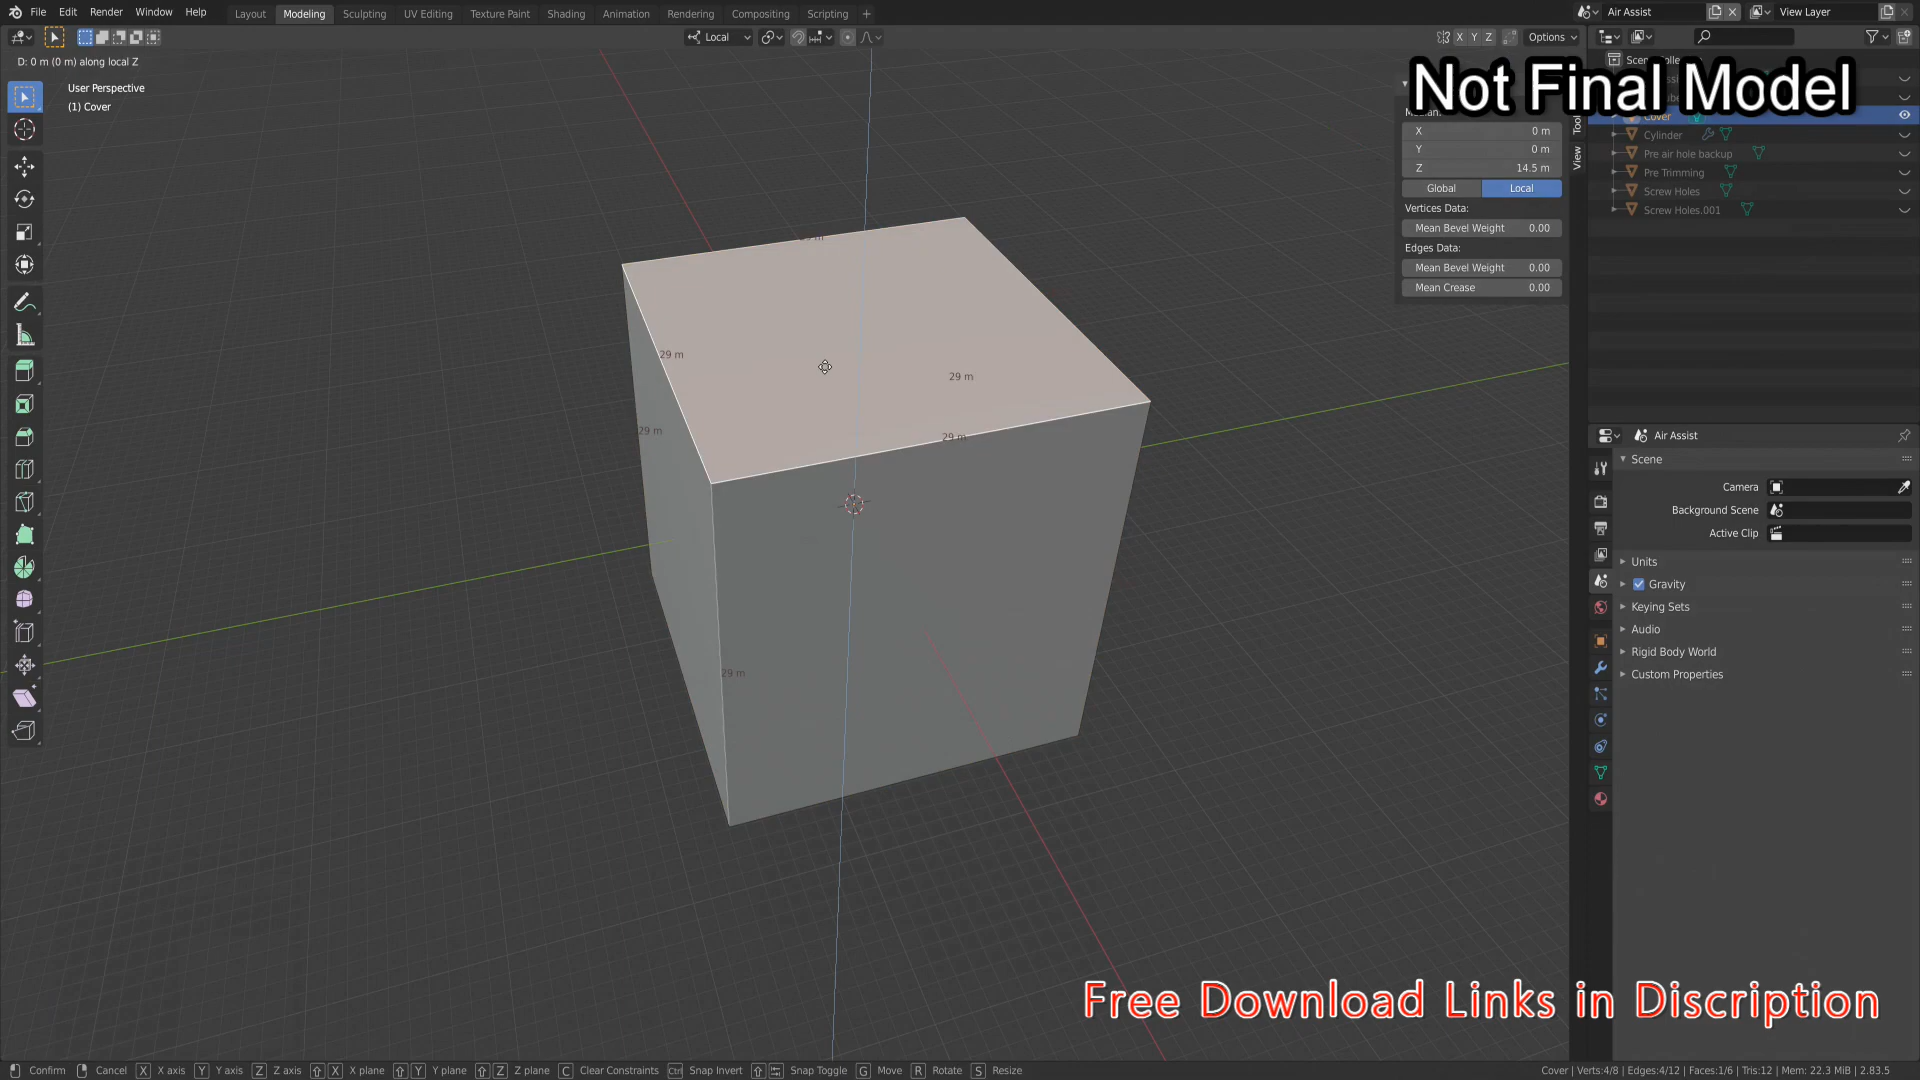 File Edit Render Window Help Layout Modeling Sculpting UV Editing Texture Paint Shading Animation Rendering Compositing Scripting + Air Assist View Layer
Local X Y Z Options
D: 0 m (0 m) along local Z
User Perspective
(1) Cover
Not Final Model
X 0 m
Y 0 m
Z 14.5 m
Global Local
Vertices Data:
Mean Bevel Weight 0.00
Edges Data:
Mean Bevel Weight 0.00
Mean Crease 0.00
View
Cover
Cylinder
Pre air hole backup
Pre Trimming
Screw Holes
Screw Holes.001
29 m
29 m
29 m
29 m
29 m
Air Assist
Scene
Camera
Background Scene
Active Clip
Units
Gravity
Keying Sets
Audio
Rigid Body World
Custom Properties
Free Download Links in Discription
Confirm Cancel X X axis Y Y axis Z Z axis X X plane Y Y plane Z Z plane C Clear Constraints Ctrl Snap Invert Snap Toggle G Move R Rotate S Resize Cover | Verts:4/8 | Edges:4/12 | Faces:1/6 | Tris:12 | Mem: 22.3 MiB | 2.83.5